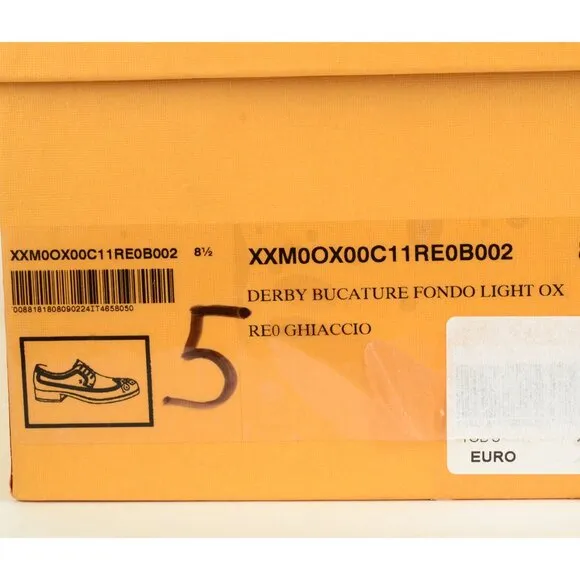 XXM0OX00C11RE0B002 8½
0088181808090224IT4658050
5
XXM0OX00C11RE0B002
DERBY BUCATURE FONDO LIGHT OX
RE0 GHIACCIO
EURO